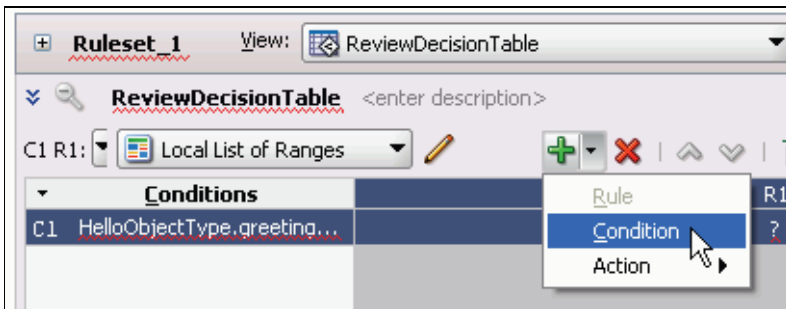 Ruleset_1 View: ReviewDecisionTable
ReviewDecisionTable <enter description>
C1 R1: Local List of Ranges
Conditions R1
C1 HelloObjectType.greeting... ?
Rule
Condition
Action